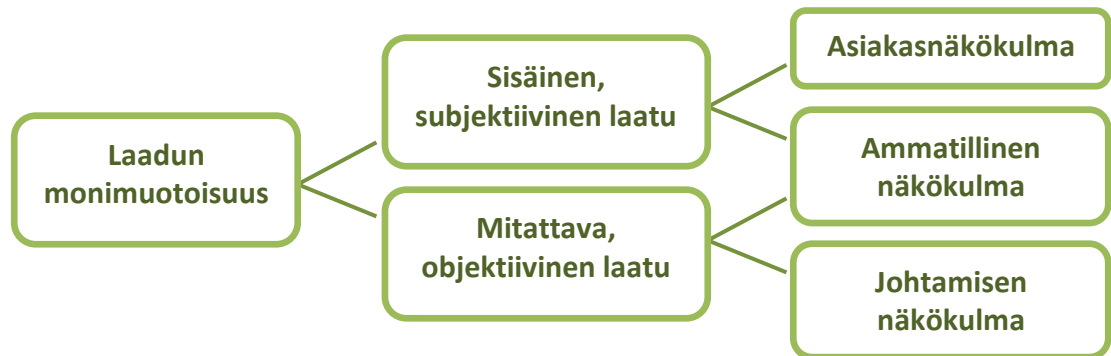 Laadun
monimuotoisuus
Sisäinen,
subjektiivinen laatu
Mitattava,
objektiivinen laatu
Asiakasnäkökulma
Ammatillinen
näkökulma
Johtamisen
näkökulma